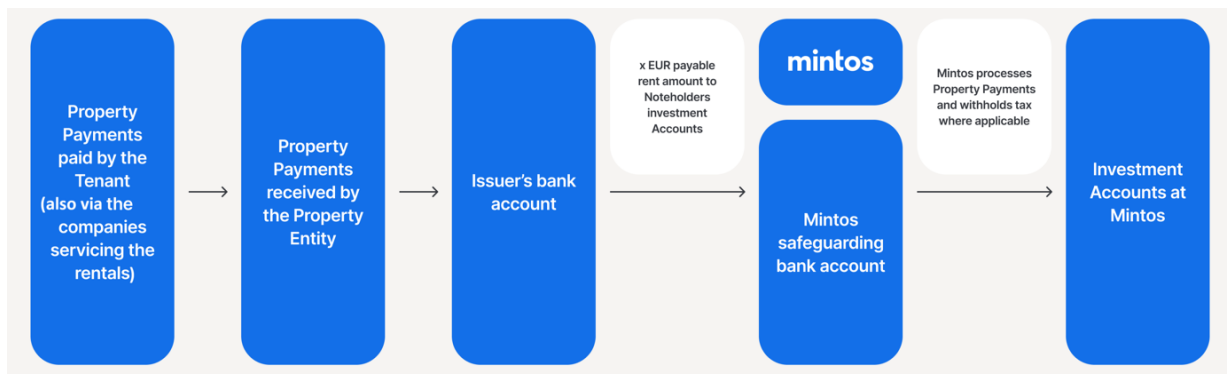 Property
Payments
paid by the
Tenant
(also via the
companies
servicing the
rentals)
Property
Payments
received by
the Property
Entity
Issuer's bank
account
x EUR payable
rent amount to
Noteholders
investment
Accounts
mintos
Mintos
safeguarding
bank account
Mintos processes
Property Payments
and withholds tax
where applicable
Investment
Accounts at
Mintos